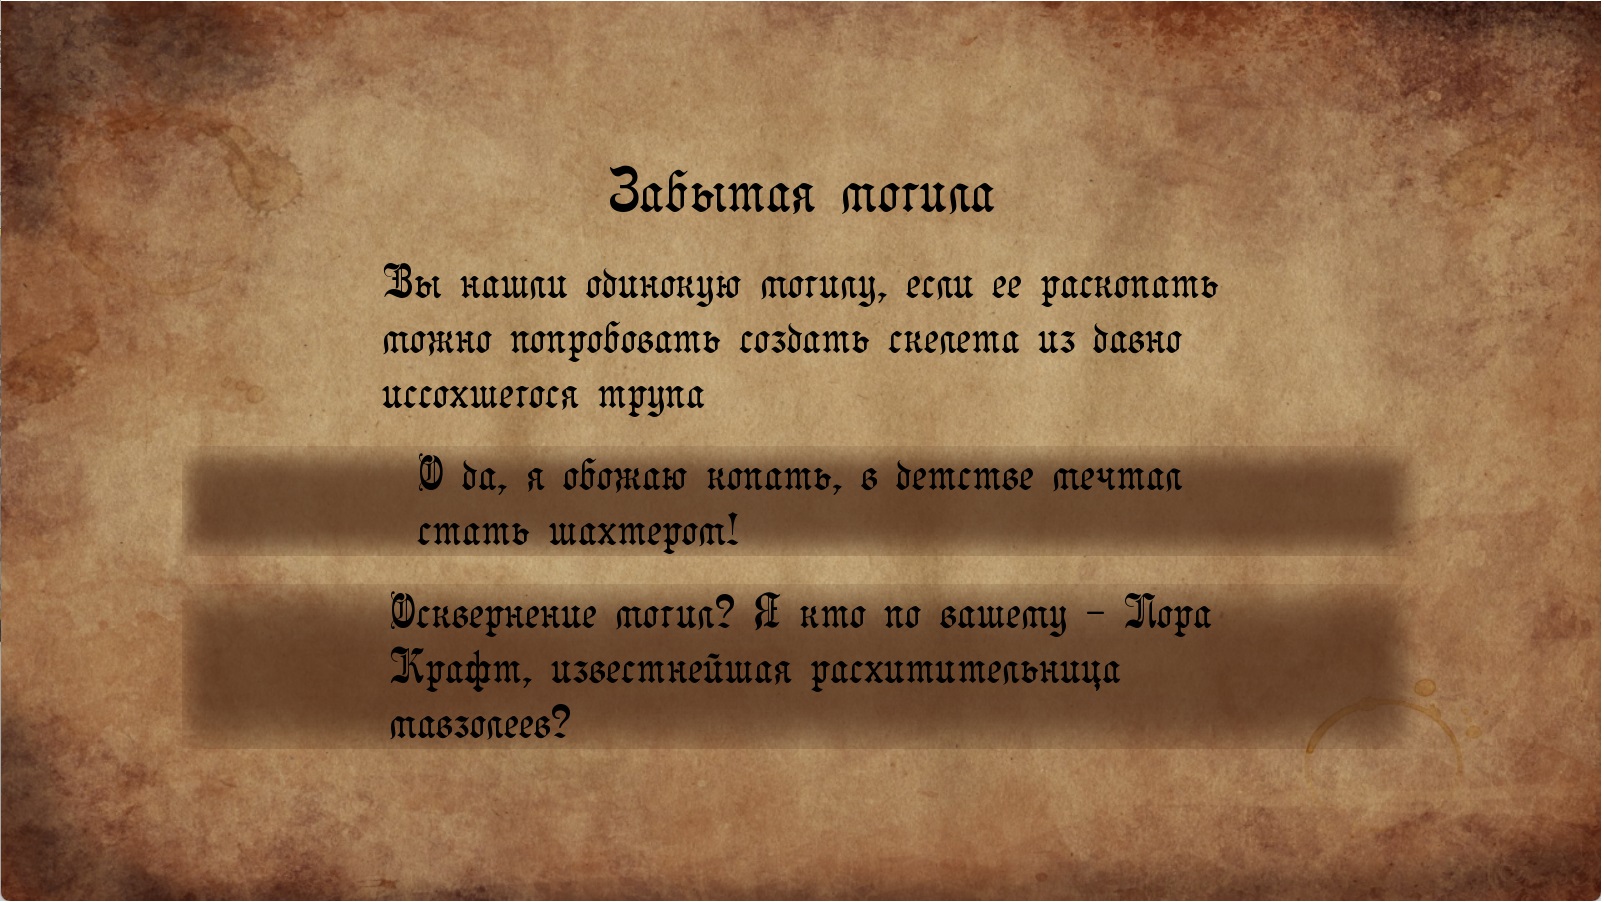 Забытая могила
Вы нашли одинокую могилу, если ее раскопать
можно попробовать создать скелета из давно
иссохшегося трупа
О да, я обожаю копать, в детстве мечтал
стать шахтером!
Осквернение могил? Я кто по вашему - Лора
Крафт, известнейшая расхитительница
мавзолеев?